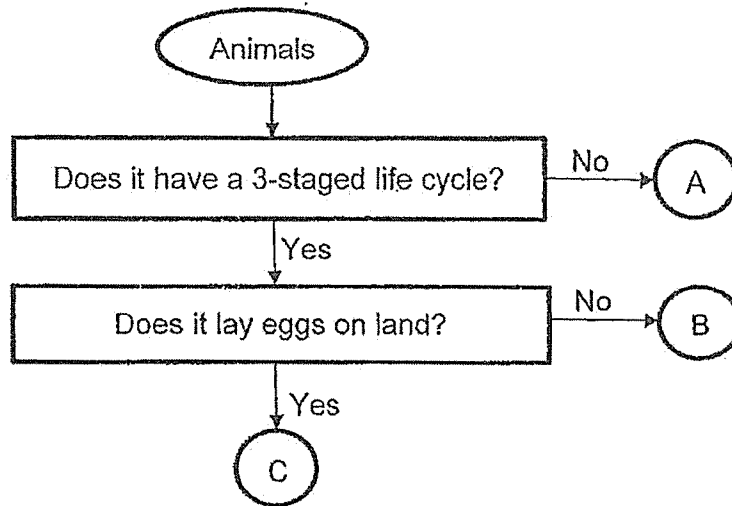 Animals
Does it have a 3-staged life cycle?
No
A
Yes
Does it lay eggs on land?
No
B
Yes
C